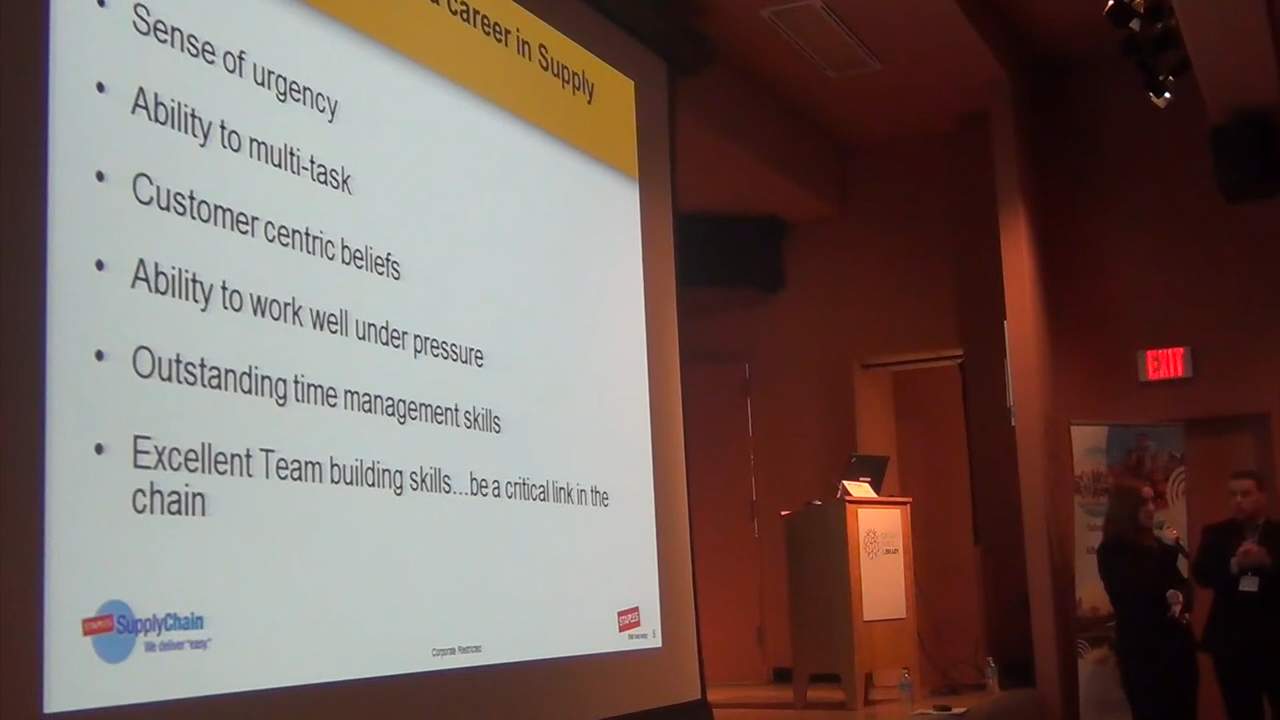 career in Supply
• Sense of urgency
• Ability to multi-task
• Customer centric beliefs
• Ability to work well under pressure
• Outstanding time management skills
• Excellent Team building skills...be a critical link in the
chain
STAPLES SupplyChain
We deliver "easy."
Corporate Restricted
STAPLES
5
EXIT
LIBRARY